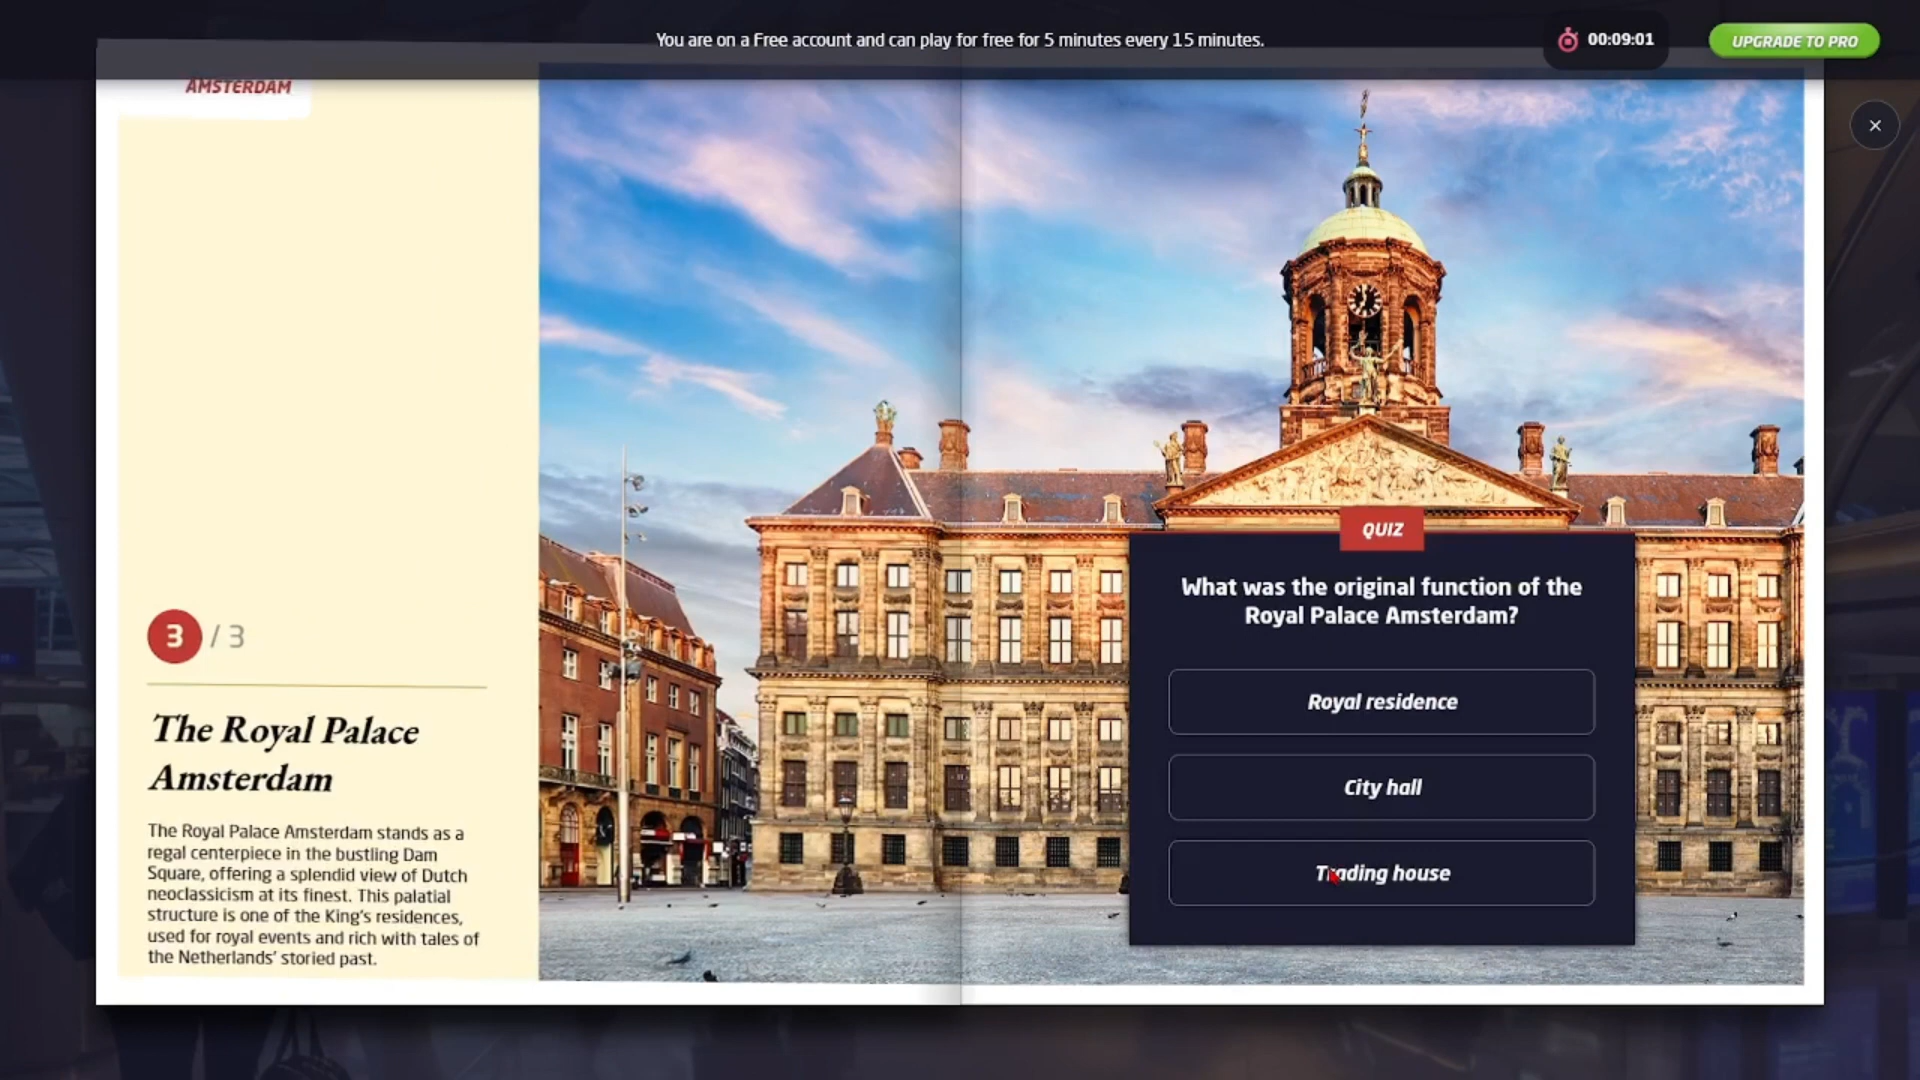 You are on a Free account and can play for free for 5 minutes every 15 minutes.
00:09:01
UPGRADE TO PRO
AMSTERDAM
3 / 3
The Royal Palace
Amsterdam
The Royal Palace Amsterdam stands as a
regal centerpiece in the bustling Dam
Square, offering a splendid view of Dutch
neoclassicism at its finest. This palatial
structure is one of the King's residences,
used for royal events and rich with tales of
the Netherlands' storied past.
QUIZ
What was the original function of the
Royal Palace Amsterdam?
Royal residence
City hall
Trading house